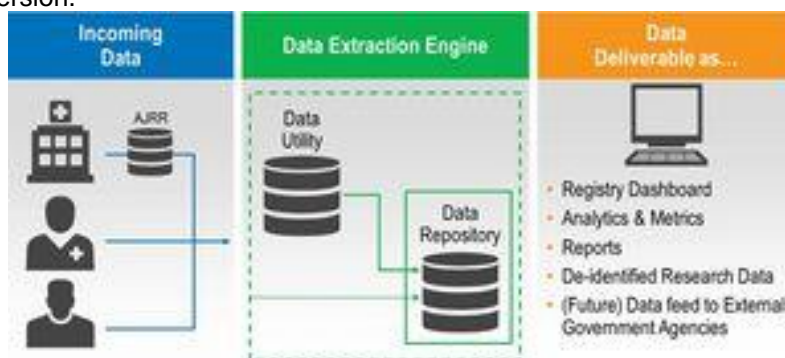 ersion.
Incoming
Data
AJRR
Data Extraction Engine
Data
Utility
Data
Repository
Data
Deliverable as...
• Registry Dashboard
• Analytics & Metrics
• Reports
• De-identified Research Data
• (Future) Data feed to External
Government Agencies